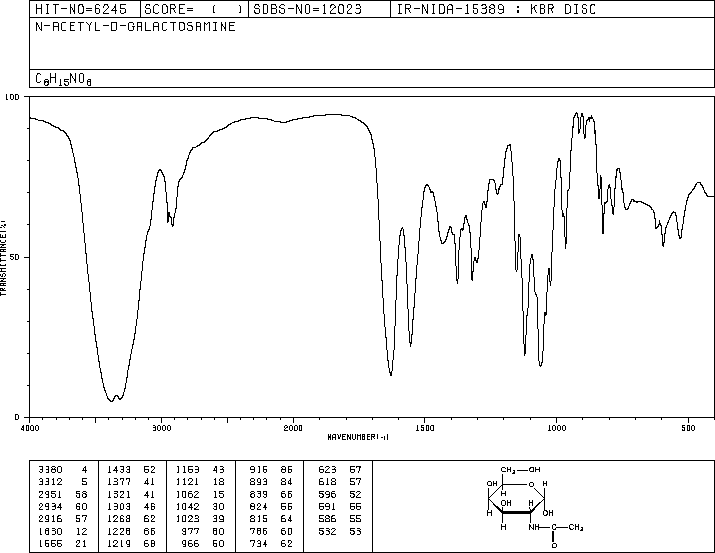 HIT-NO=6245 SCORE= ( ) SDBS-NO=12023 IR-NIDA-15389 : KBR DISC
N-ACETYL-D-GALACTOSAMINE
C8H15NO6
100
50
0
TRANSMITTANCE(%)
4000 3000 2000 1500 1000 500
WAVENUMBER(-1)
3380 4 1433 52 1153 43 916 86 623 57
3312 5 1377 41 1121 18 893 84 618 57
2951 58 1321 41 1062 15 839 66 596 52
2934 60 1303 46 1042 30 824 55 591 55
2916 57 1268 62 1023 39 815 64 586 55
1630 12 1228 66 977 60 786 60 532 53
1555 21 1219 68 966 50 734 62
CH2 OH
OH O H
H
OH H
H OH
H NH C CH3
O